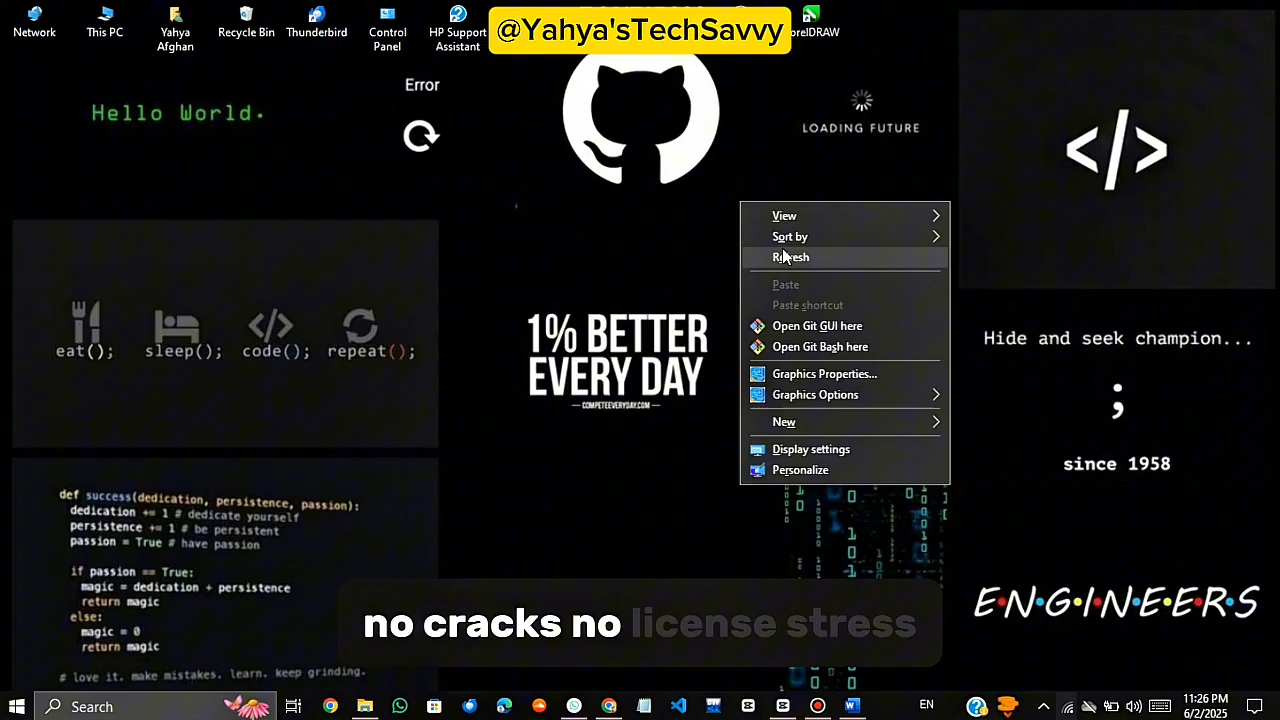 @Yahya'sTechSavvy
Network
This PC
Yahya
Afghan
Recycle Bin
Thunderbird
Control
Panel
HP Support
Assistant
Error
Hello World.
LOADING FUTURE
</>
View
Sort by
Refresh
Paste
Paste shortcut
Open Git GUI here
Open Git Bash here
Graphics Properties...
Graphics Options
New
Display settings
Personalize
eat();
sleep();
code();
repeat();
1% BETTER
EVERY DAY
— COMPETEEVERYDAY.COM —
Hide and seek champion...
;
since 1958
def success(dedication, persistence, passion):
dedication += 1 # dedicate yourself
persistence += 1 # be persistent
passion = True # have passion
if passion == True:
magic = dedication + persistence
return magic
else:
magic = 0
return magic
# love it. make mistakes. learn. keep grinding.
E•N•G•I•N•E•E•R•S
no cracks no license stress
Search
EN
11:26 PM
6/2/2025